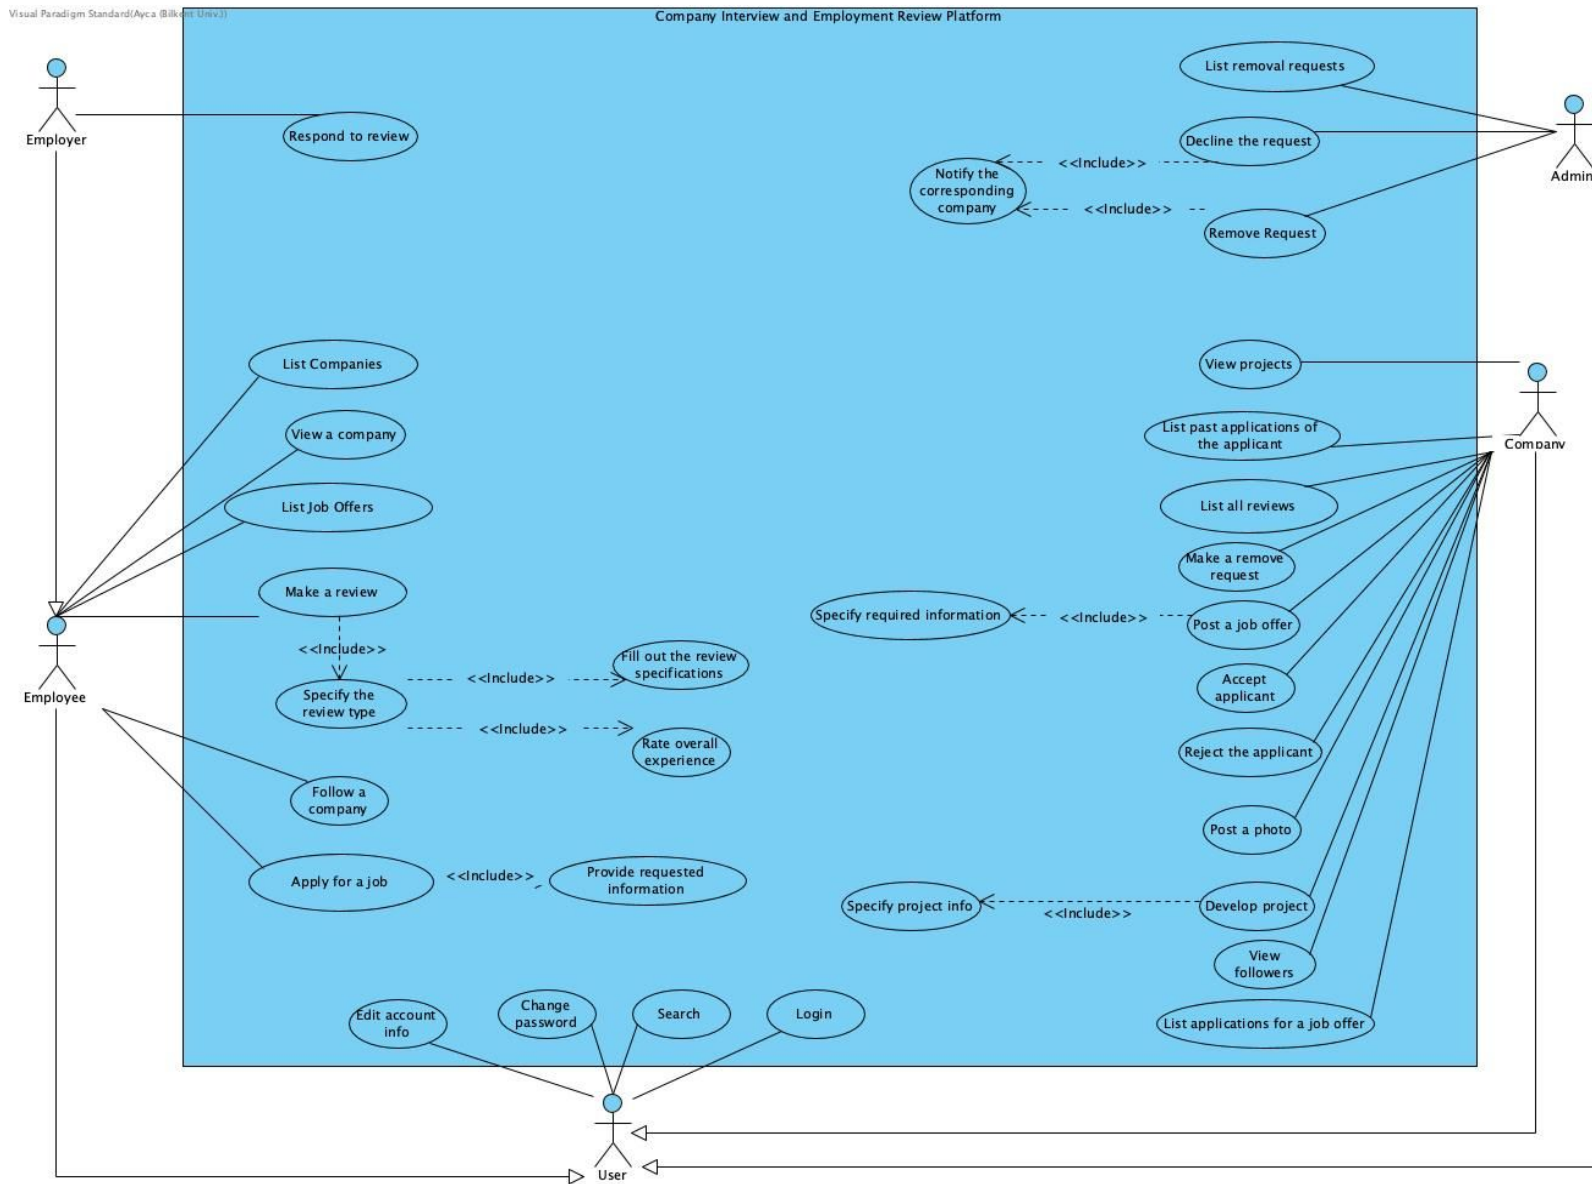 Visual Paradigm Standard(Ayca (Bilkent Univ.))
Company Interview and Employment Review Platform
Employer
Respond to review
List removal requests
Decline the request
<<Include>>
Notify the
corresponding
company
<<Include>>
Remove Request
Admin
List Companies
View a company
List Job Offers
Make a review
<<Include>>
Specify the
review type
<<Include>>
Fill out the review
specifications
<<Include>>
Rate overall
experience
Employee
Follow a
company
Apply for a job
<<Include>>
Provide requested
information
View projects
Company
List past applications of
the applicant
List all reviews
Make a remove
request
Specify required information
<<Include>>
Post a job offer
Accept
applicant
Reject the applicant
Post a photo
Specify project info
<<Include>>
Develop project
View
followers
List applications for a job offer
Edit account
info
Change
password
Search
Login
User